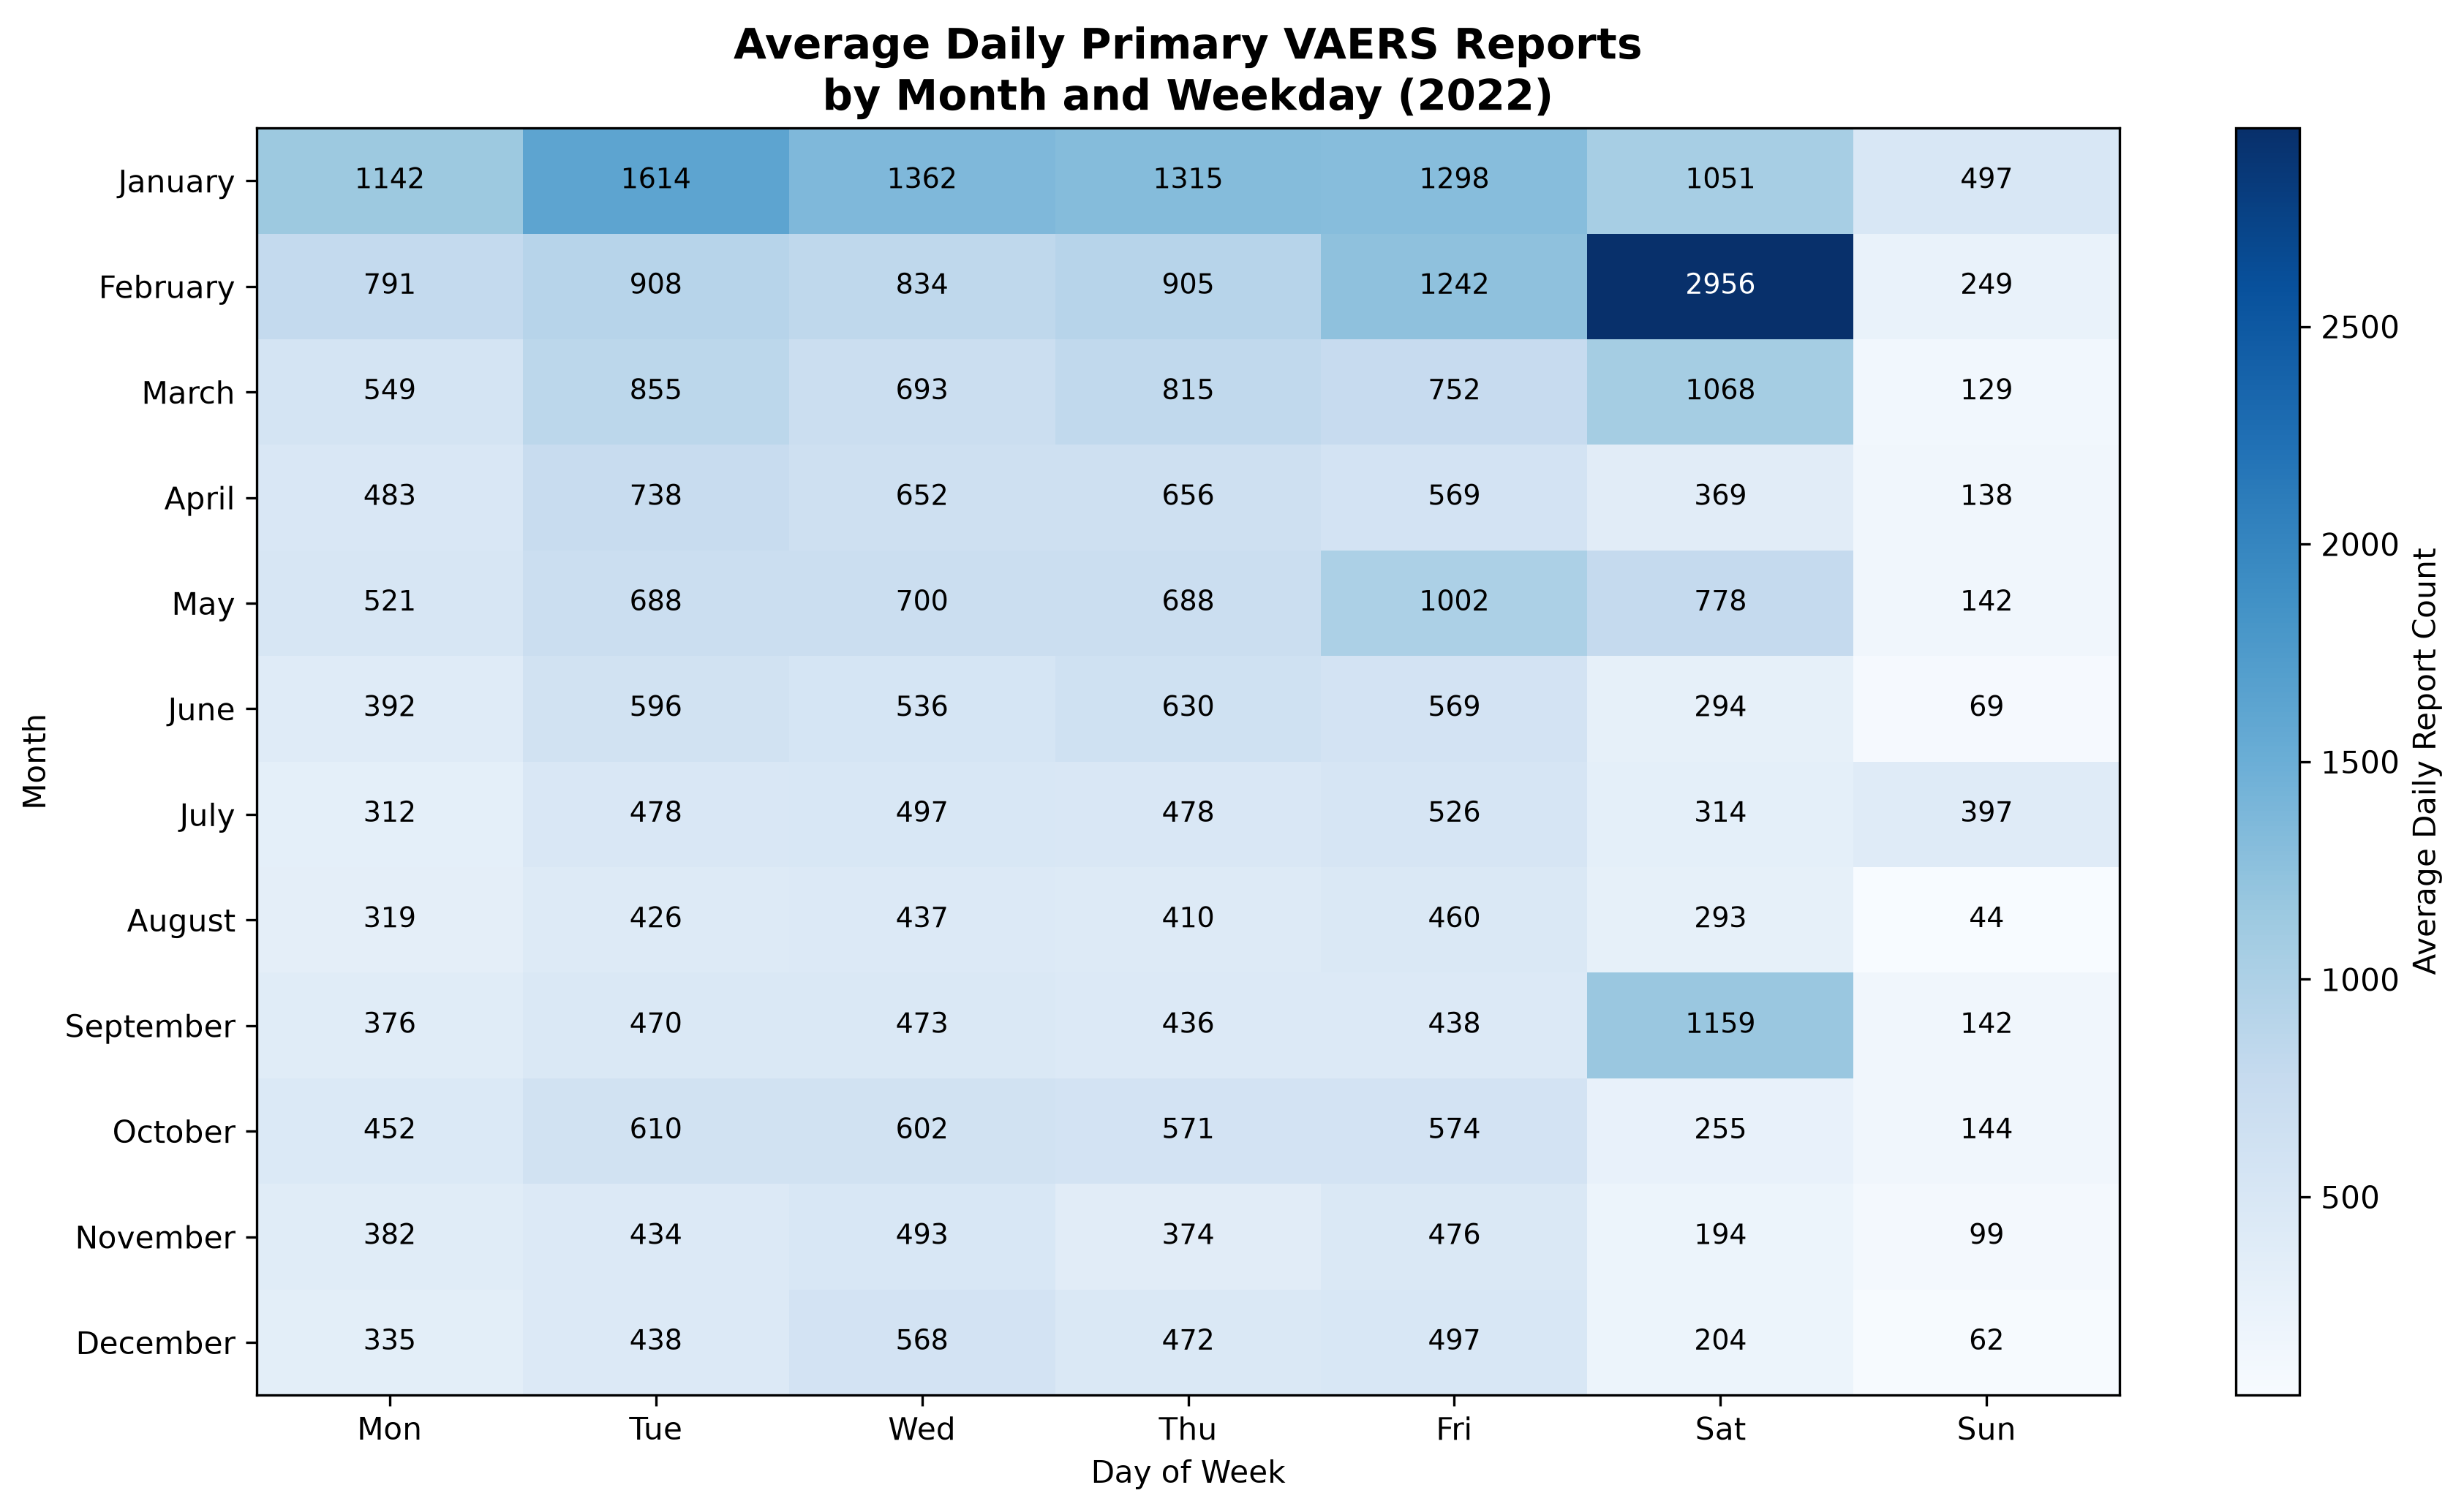 Average Daily Primary VAERS Reports
by Month and Weekday (2022)
January 1142 1614 1362 1315 1298 1051 497
February 791 908 834 905 1242 2956 249
March 549 855 693 815 752 1068 129
April 483 738 652 656 569 369 138
May 521 688 700 688 1002 778 142
June 392 596 536 630 569 294 69
July 312 478 497 478 526 314 397
August 319 426 437 410 460 293 44
September 376 470 473 436 438 1159 142
October 452 610 602 571 574 255 144
November 382 434 493 374 476 194 99
December 335 438 568 472 497 204 62
Mon Tue Wed Thu Fri Sat Sun
Day of Week
Month
2500
2000
1500
1000
500
Average Daily Report Count